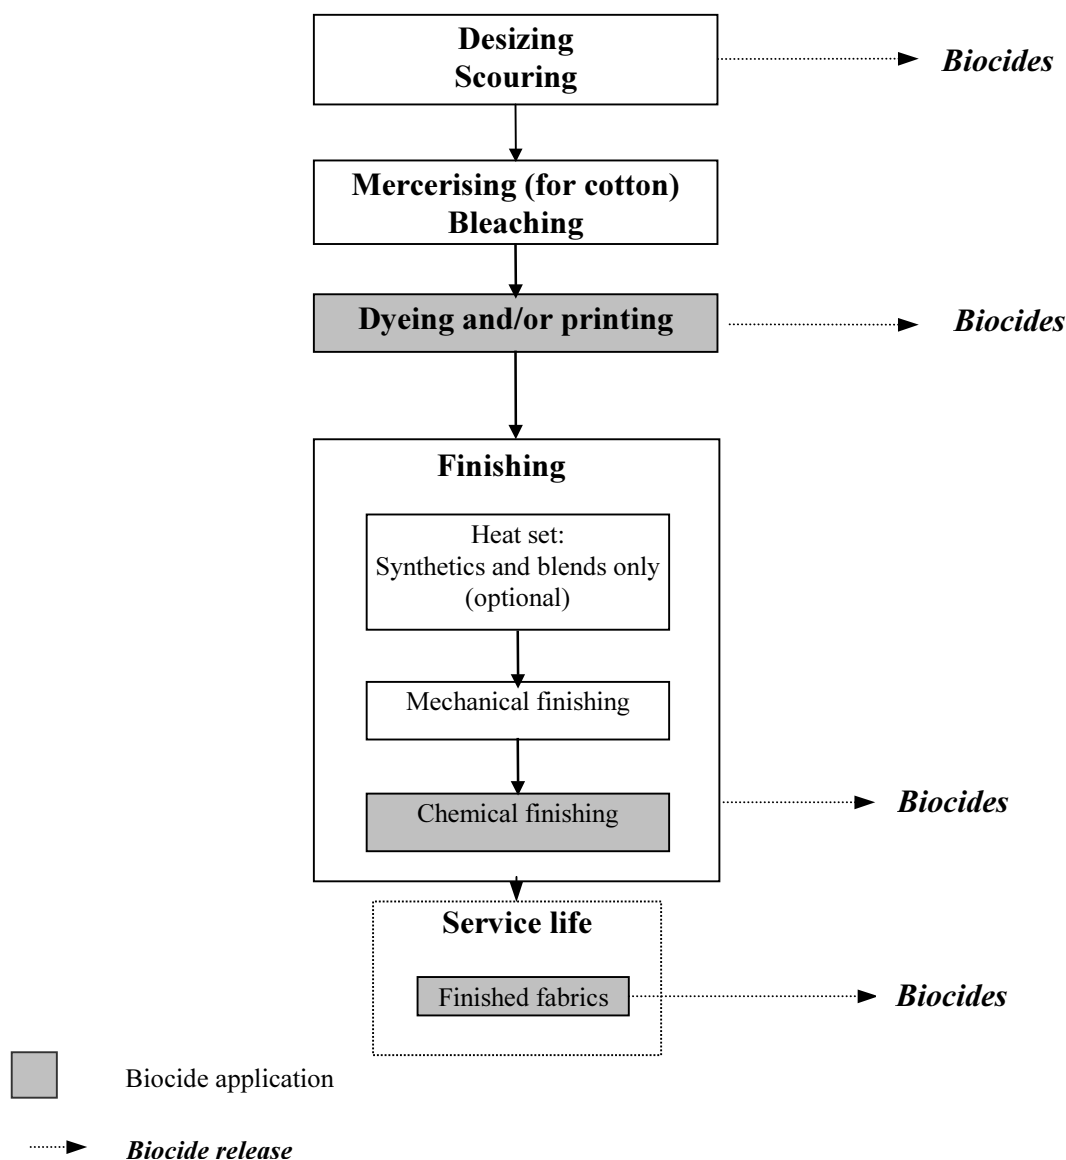 Desizing
Scouring
Biocides
Mercerising (for cotton)
Bleaching
Dyeing and/or printing
Biocides
Finishing
Heat set:
Synthetics and blends only
(optional)
Mechanical finishing
Chemical finishing
Biocides
Service life
Finished fabrics
Biocides
Biocide application
Biocide release